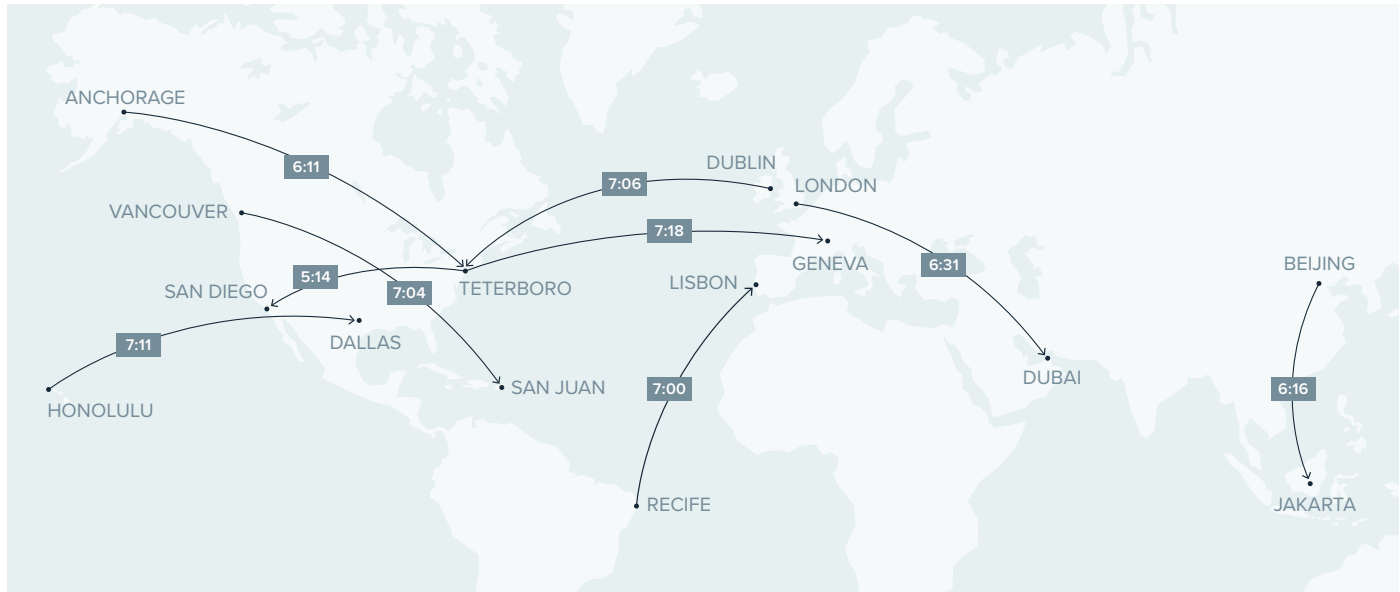 ANCHORAGE
6:11
DUBLIN
7:06
LONDON
VANCOUVER
7:18
GENEVA
6:31
BEIJING
5:14
SAN DIEGO
7:04
TETERBORO
LISBON
7:11
DALLAS
DUBAI
SAN JUAN
7:00
6:16
HONOLULU
RECIFE
JAKARTA